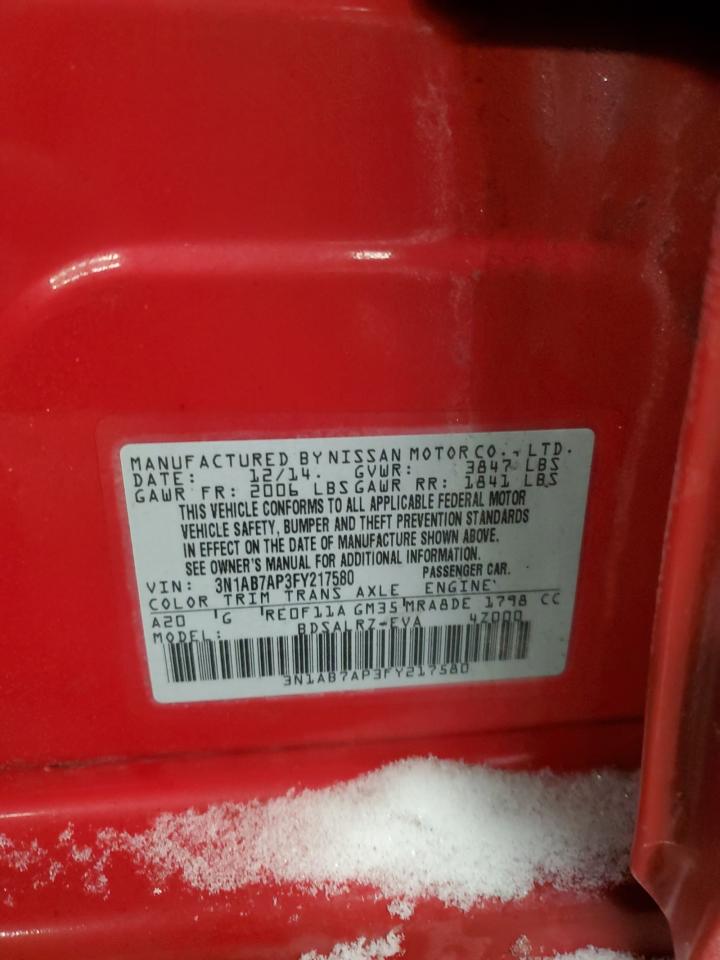 MANUFACTURED BY NISSAN MOTOR CO., LTD.
DATE: 12/14. GVWR: 3847 LBS
GAWR FR: 2006 LBS GAWR RR: 1841 LBS
THIS VEHICLE CONFORMS TO ALL APPLICABLE FEDERAL MOTOR
VEHICLE SAFETY, BUMPER AND THEFT PREVENTION STANDARDS
IN EFFECT ON THE DATE OF MANUFACTURE SHOWN ABOVE.
SEE OWNER'S MANUAL FOR ADDITIONAL INFORMATION.
VIN: 3N1AB7AP3FY217580 PASSENGER CAR.
COLOR TRIM TRANS AXLE ENGINE
A20 G RE0F11A GM35 MRA8DE 1798 CC
MODEL: BDSALRZ-EVA 4Z000
3N1AB7AP3FY217580